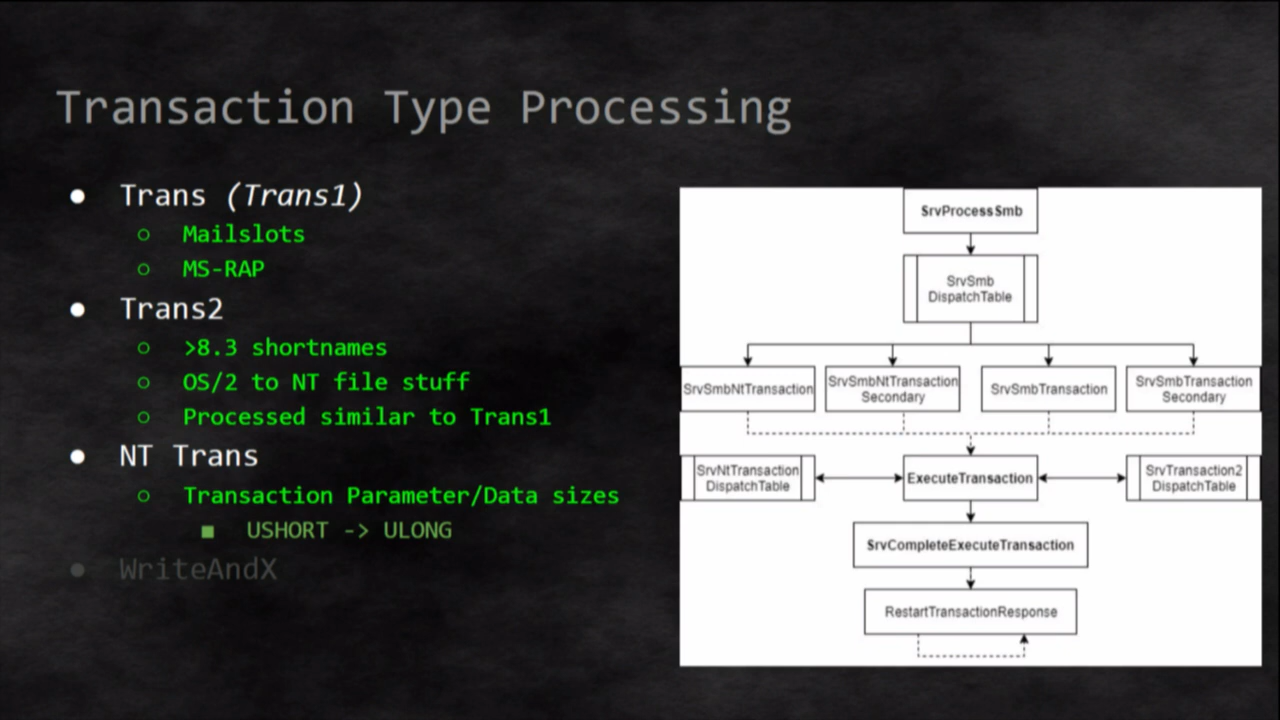 Transaction Type Processing
● Trans (Trans1)
○ Mailslots
○ MS-RAP
● Trans2
○ >8.3 shortnames
○ OS/2 to NT file stuff
○ Processed similar to Trans1
● NT Trans
○ Transaction Parameter/Data sizes
■ USHORT -> ULONG
● WriteAndX
SrvProcessSmb
SrvSmb
DispatchTable
SrvSmbNtTransaction
SrvSmbNtTransaction
Secondary
SrvSmbTransaction
SrvSmbTransaction
Secondary
SrvNtTransaction
DispatchTable
ExecuteTransaction
SrvTransaction2
DispatchTable
SrvCompleteExecuteTransaction
RestartTransactionResponse